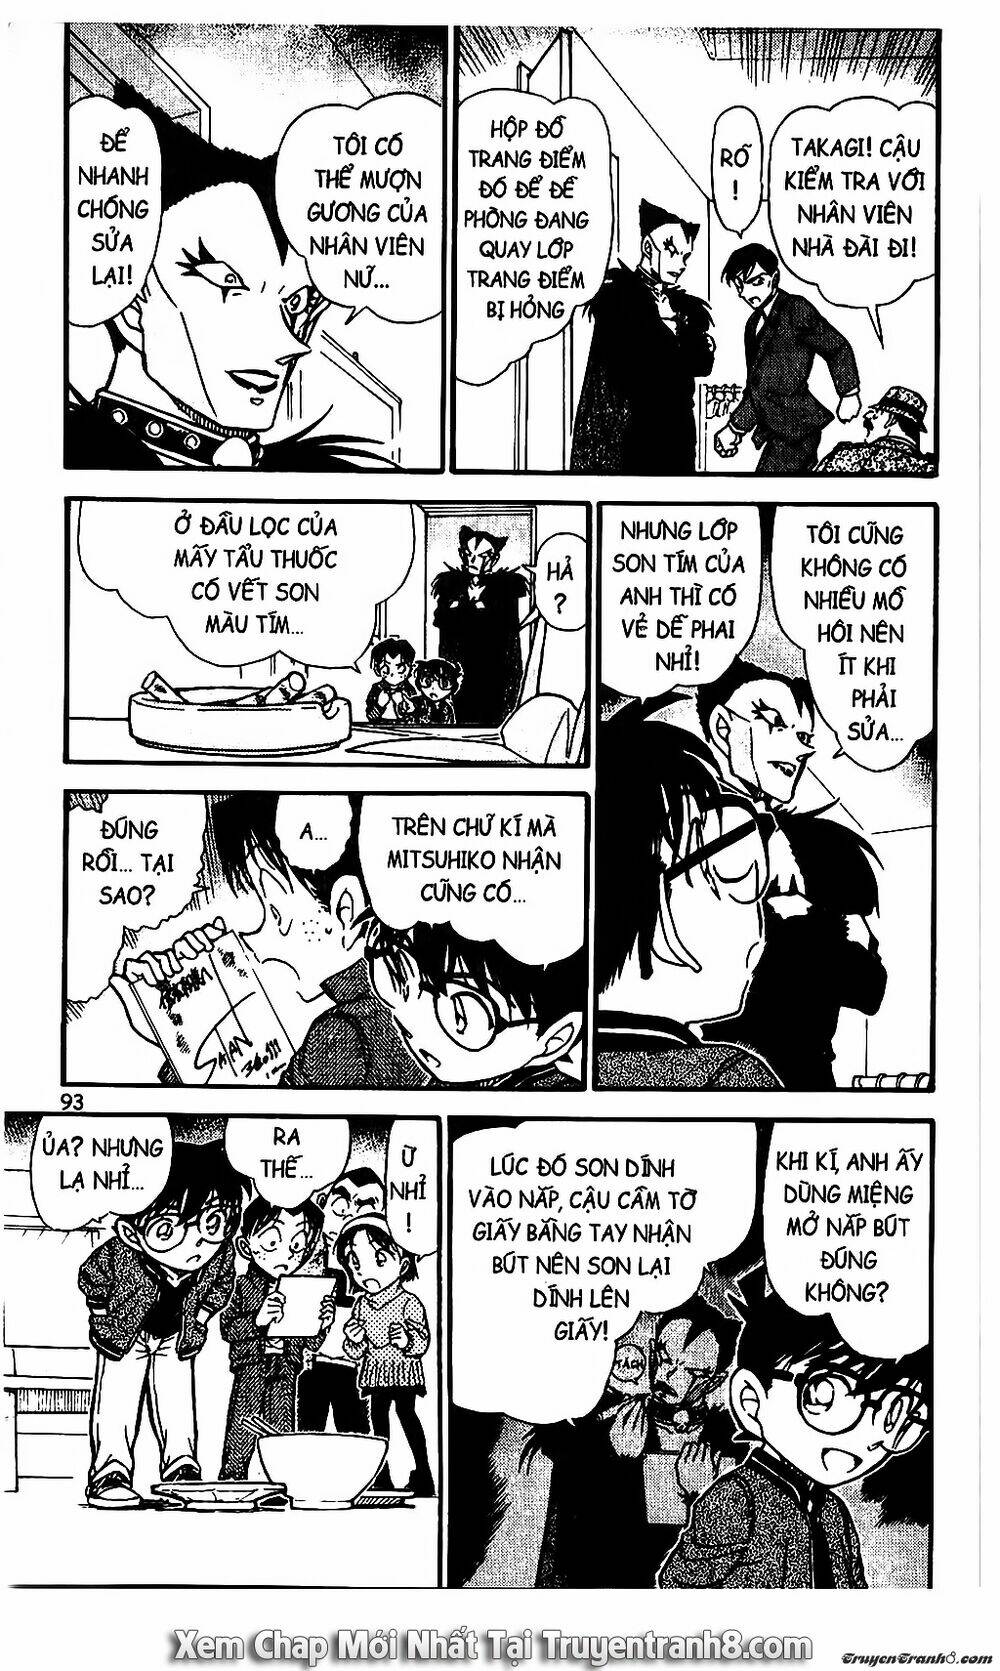 TAKAGI! CẬU
KIỂM TRA VỚI
NHÂN VIÊN
NHÀ ĐÀI ĐI!
RÕ
!
HỘP ĐỒ
TRANG ĐIỂM
ĐÓ ĐỂ ĐỀ
PHÒNG ĐANG
QUAY LỚP
TRANG ĐIỂM
BỊ HỎNG
TÔI CÓ
THỂ MƯỢN
GƯƠNG CỦA
NHÂN VIÊN
NỮ...
ĐỂ
NHANH
CHÓNG
SỬA
LẠI!
TÔI CŨNG
KHÔNG CÓ
NHIỀU MỒ
HÔI NÊN
ÍT KHI
PHẢI
SỬA...
NHƯNG LỚP
SON TÍM CỦA
ANH THÌ CÓ
VẺ DỄ PHAI
NHỈ!
HẢ
?
Ở ĐẦU LỌC CỦA
MẤY TẨU THUỐC
CÓ VẾT SON
MÀU TÍM...
TRÊN CHỮ KÍ MÀ
MITSUHIKO NHẬN
CŨNG CÓ...
A...
ĐÚNG
RỒI... TẠI
SAO?
SATAN
93
KHI KÍ, ANH ẤY
DÙNG MIỆNG
MỞ NẮP BÚT
ĐÚNG
KHÔNG?
LÚC ĐÓ SON DÍNH
VÀO NẮP, CẬU CẦM TỜ
GIẤY BẰNG TAY NHẬN
BÚT NÊN SON LẠI
DÍNH LÊN
GIẤY!
TÁCH
Ừ
NHỈ
!
RA
THẾ...
ỦA? NHƯNG
LẠ NHỈ...
Xem Chap Mới Nhất Tại Truyentranh8.com
TruyenTranh8.com